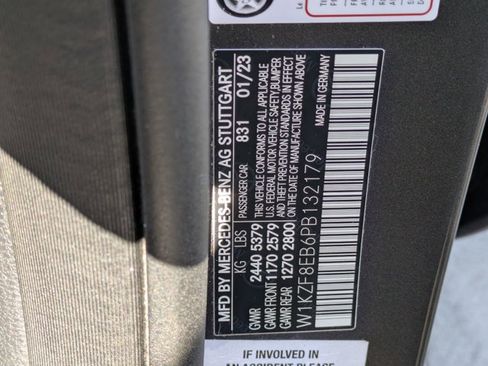 MFD BY MERCEDES-BENZ AG STUTTGART
PASSENGER CAR 831 01/23
KG LBS
GVWR 2440 5379
GAWR FRONT 1170 2579
GAWR REAR 1270 2800
THIS VEHICLE CONFORMS TO ALL APPLICABLE
U.S. FEDERAL MOTOR VEHICLE SAFETY, BUMPER
AND THEFT PREVENTION STANDARDS IN EFFECT
ON THE DATE OF MANUFACTURE SHOWN ABOVE
W1KZF8EB6PB132179
MADE IN GERMANY
IF INVOLVED IN
AN ACCIDENT